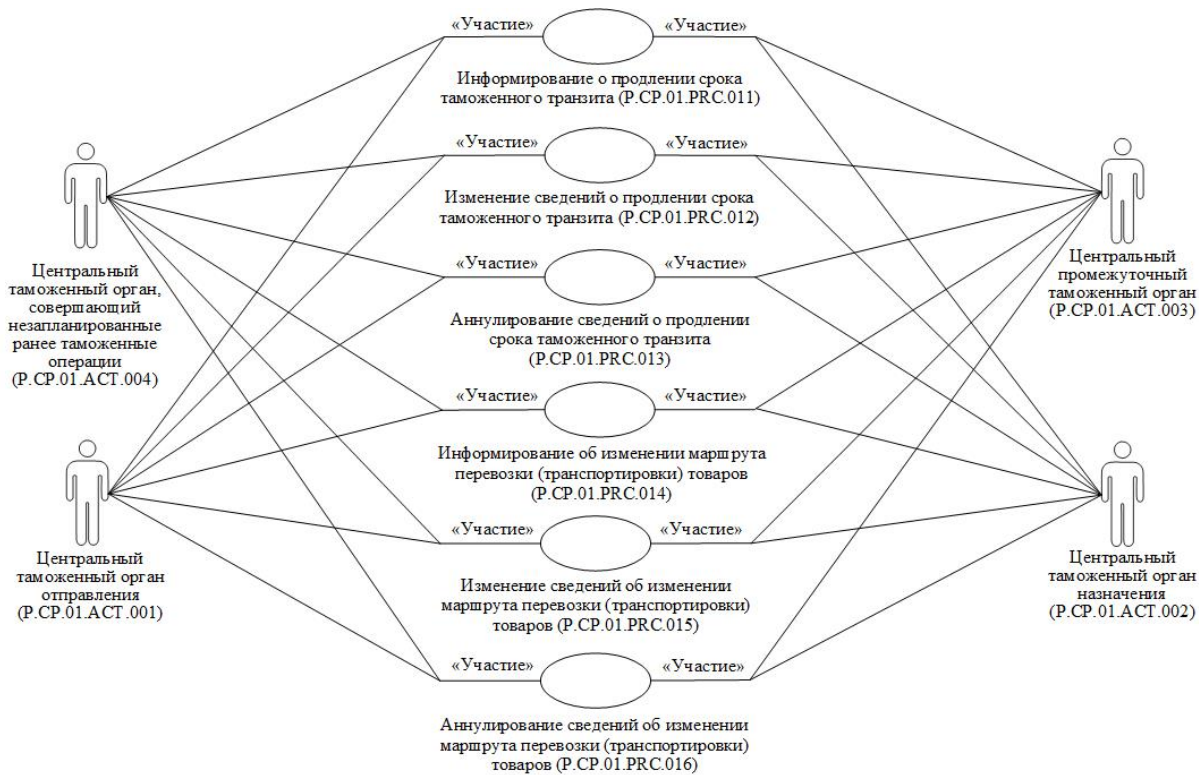 «Участие» «Участие»
Информирование о продлении срока
таможенного транзита (P.CP.01.PRC.011)
«Участие» «Участие»
Изменение сведений о продлении срока
таможенного транзита (P.CP.01.PRC.012)
«Участие» «Участие»
Аннулирование сведений о продлении
срока таможенного транзита
(P.CP.01.PRC.013)
«Участие» «Участие»
Информирование об изменении маршрута
перевозки (транспортировки) товаров
(P.CP.01.PRC.014)
«Участие» «Участие»
Изменение сведений об изменении
маршрута перевозки (транспортировки)
товаров (P.CP.01.PRC.015)
«Участие» «Участие»
Аннулирование сведений об изменении
маршрута перевозки (транспортировки)
товаров (P.CP.01.PRC.016)
Центральный
таможенный орган,
совершающий
незапланированные
ранее таможенные
операции
(P.CP.01.ACT.004)
Центральный
таможенный орган
отправления
(P.CP.01.ACT.001)
Центральный
промежуточный
таможенный орган
(P.CP.01.ACT.003)
Центральный
таможенный орган
назначения
(P.CP.01.ACT.002)